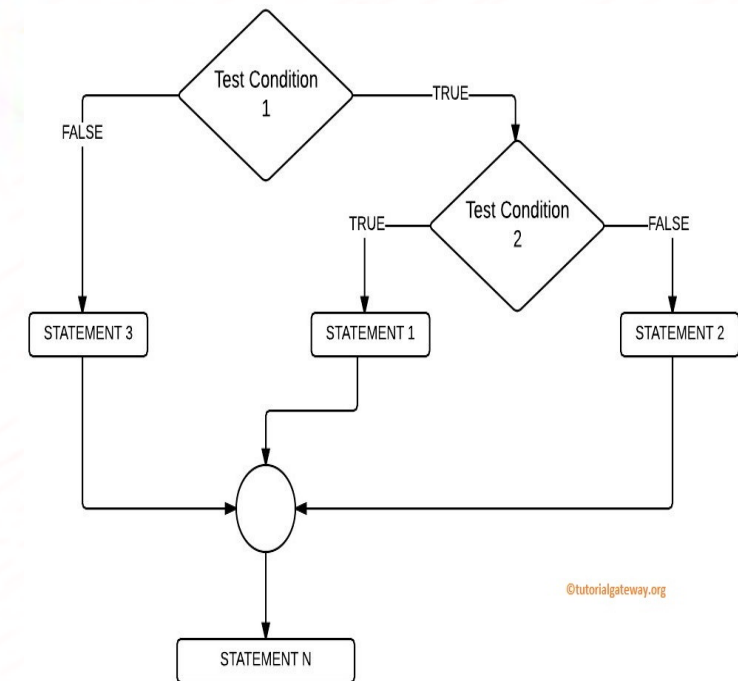 Test Condition
1
TRUE
FALSE
Test Condition
2
TRUE
FALSE
STATEMENT 3
STATEMENT 1
STATEMENT 2
©tutorialgateway.org
STATEMENT N